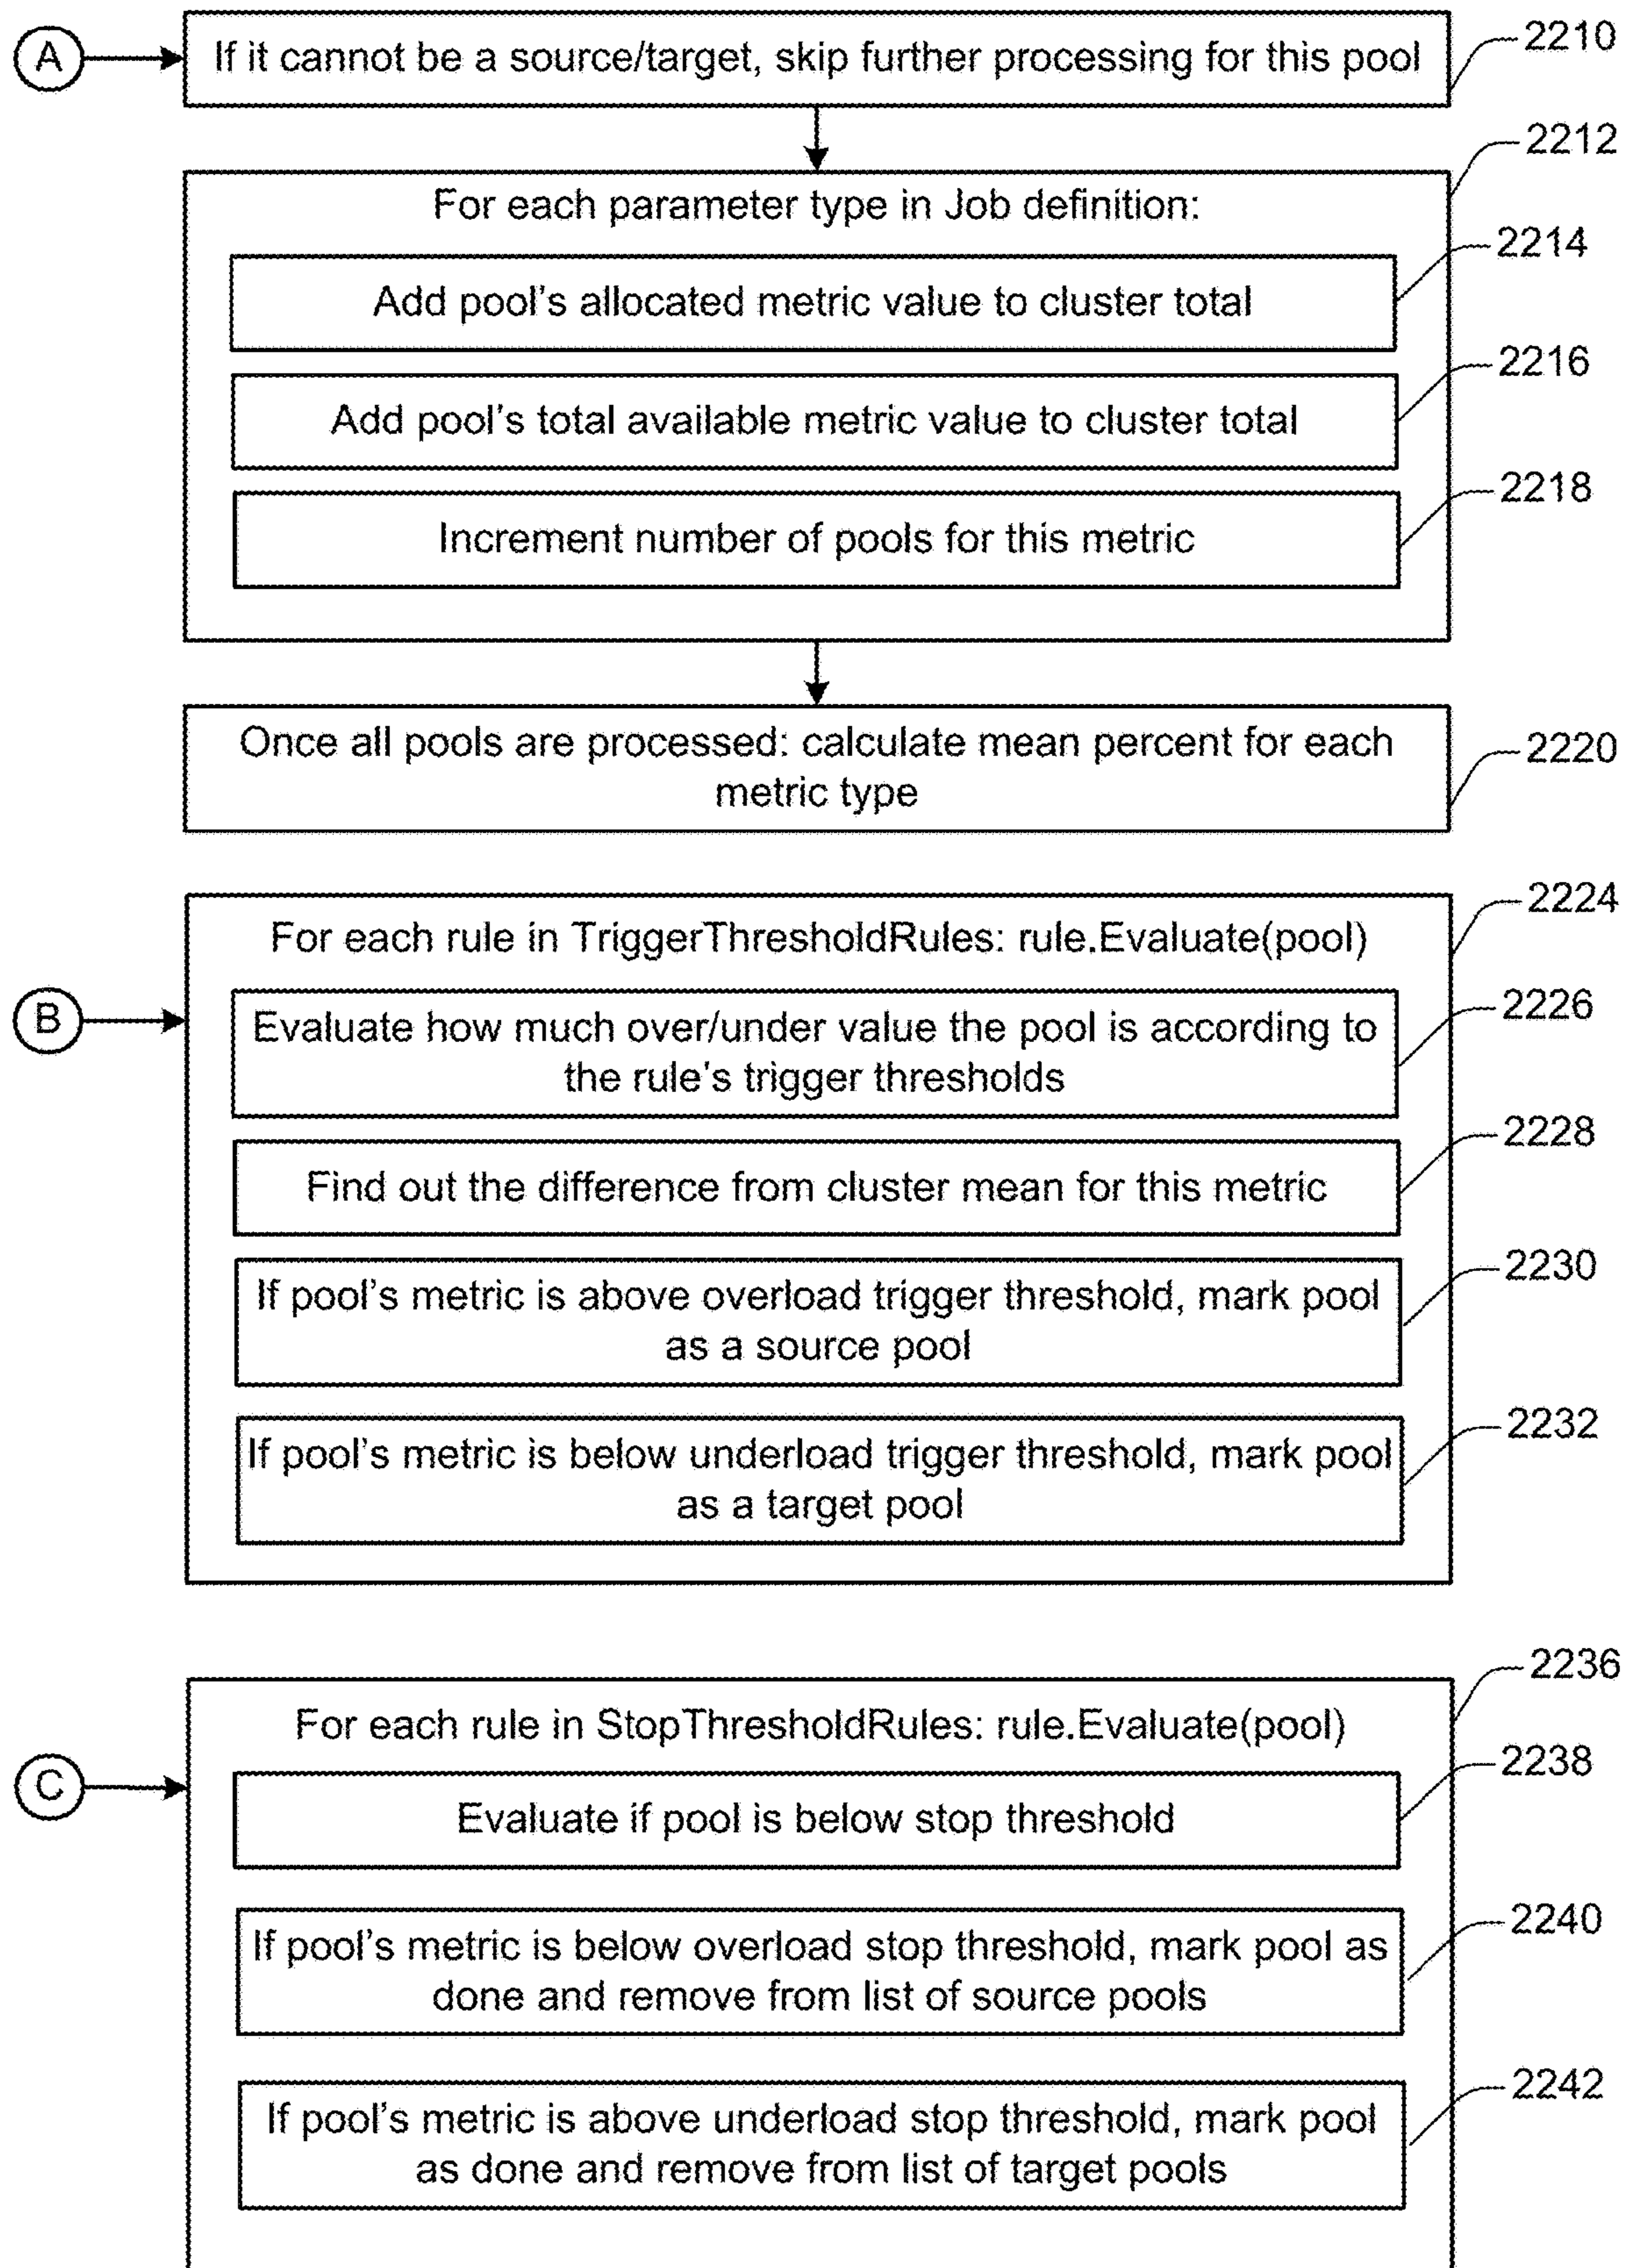 A
If it cannot be a source/target, skip further processing for this pool
2210
2212
For each parameter type in Job definition:
2214
Add pool's allocated metric value to cluster total
2216
Add pool's total available metric value to cluster total
2218
Increment number of pools for this metric
Once all pools are processed: calculate mean percent for each
metric type
2220
2224
For each rule in TriggerThresholdRules: rule.Evaluate(pool)
B
2226
Evaluate how much over/under value the pool is according to
the rule's trigger thresholds
2228
Find out the difference from cluster mean for this metric
2230
If pool's metric is above overload trigger threshold, mark pool
as a source pool
2232
If pool's metric is below underload trigger threshold, mark pool
as a target pool
2236
For each rule in StopThresholdRules: rule.Evaluate(pool)
C
2238
Evaluate if pool is below stop threshold
2240
If pool's metric is below overload stop threshold, mark pool as
done and remove from list of source pools
2242
If pool's metric is above underload stop threshold, mark pool
as done and remove from list of target pools